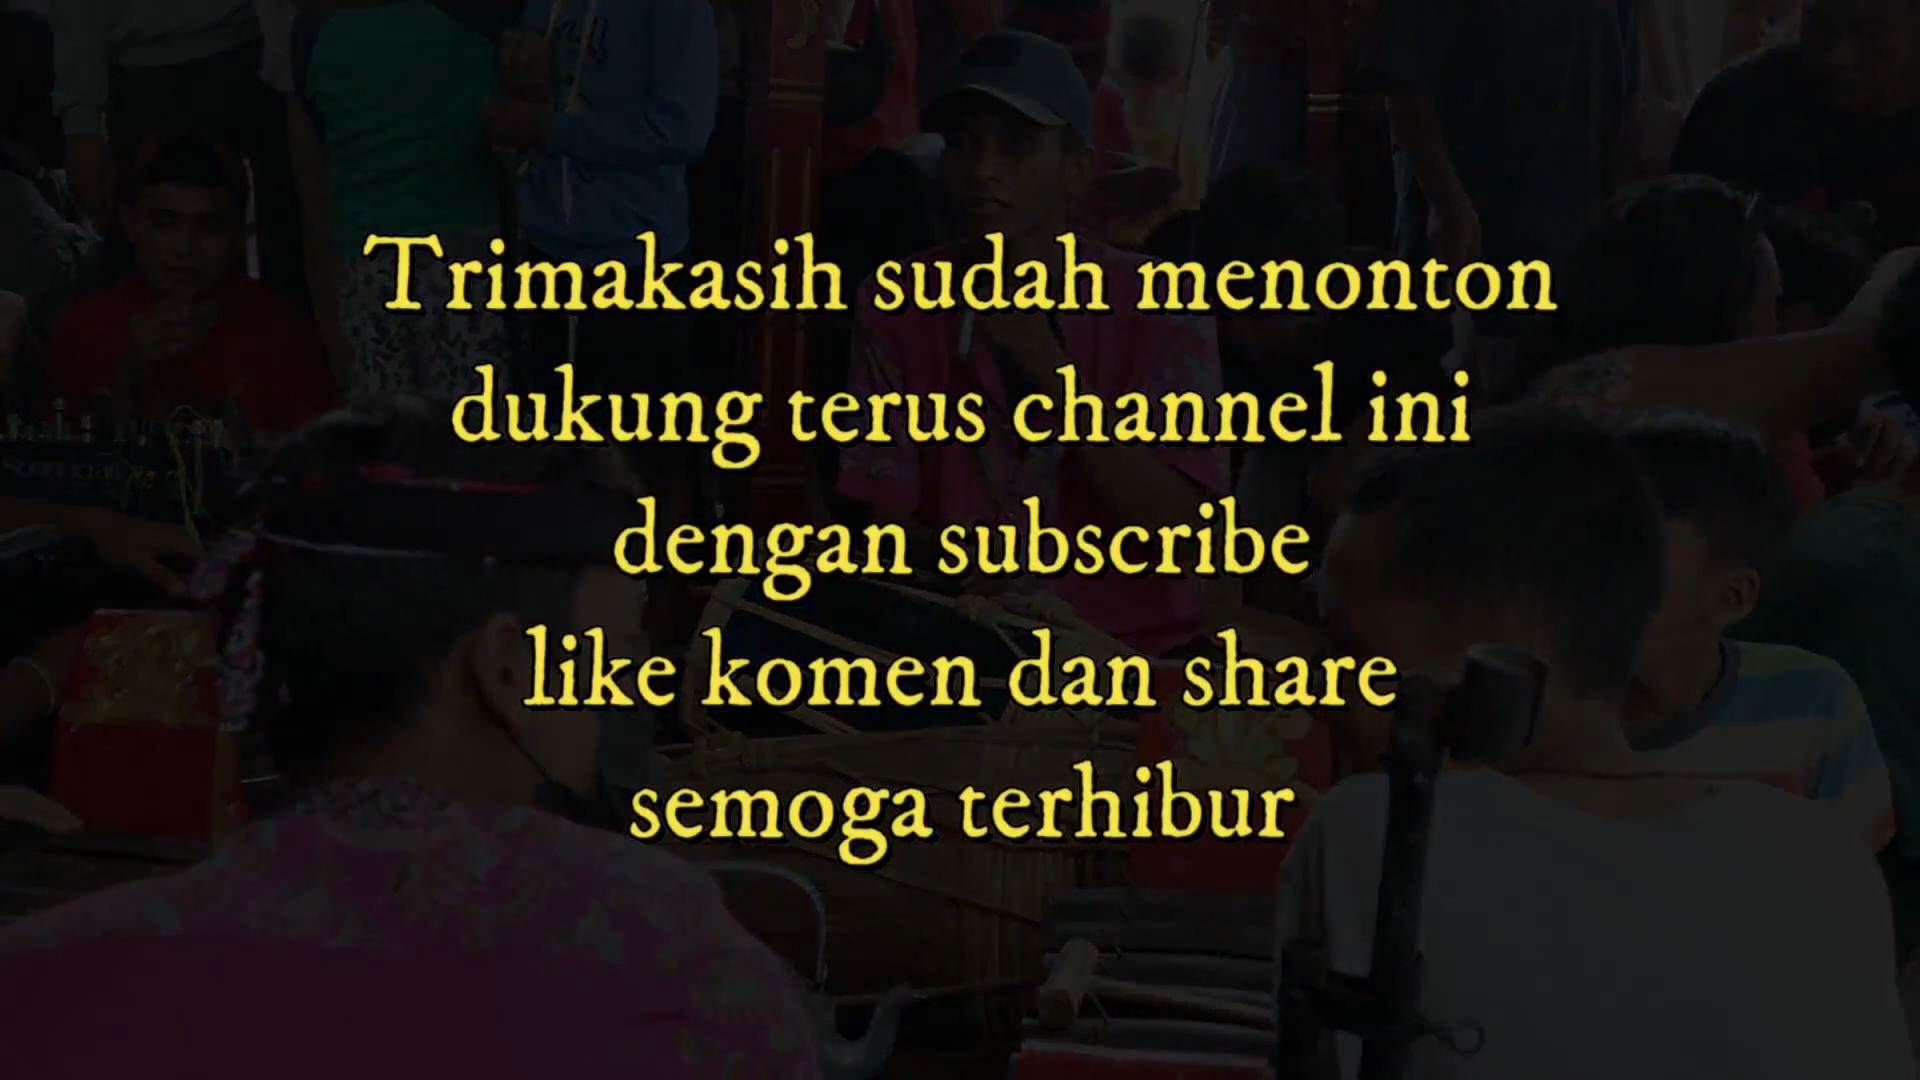 Trimakasih sudah menonton
dukung terus channel ini
dengan subscribe
like komen dan share
semoga terhibur